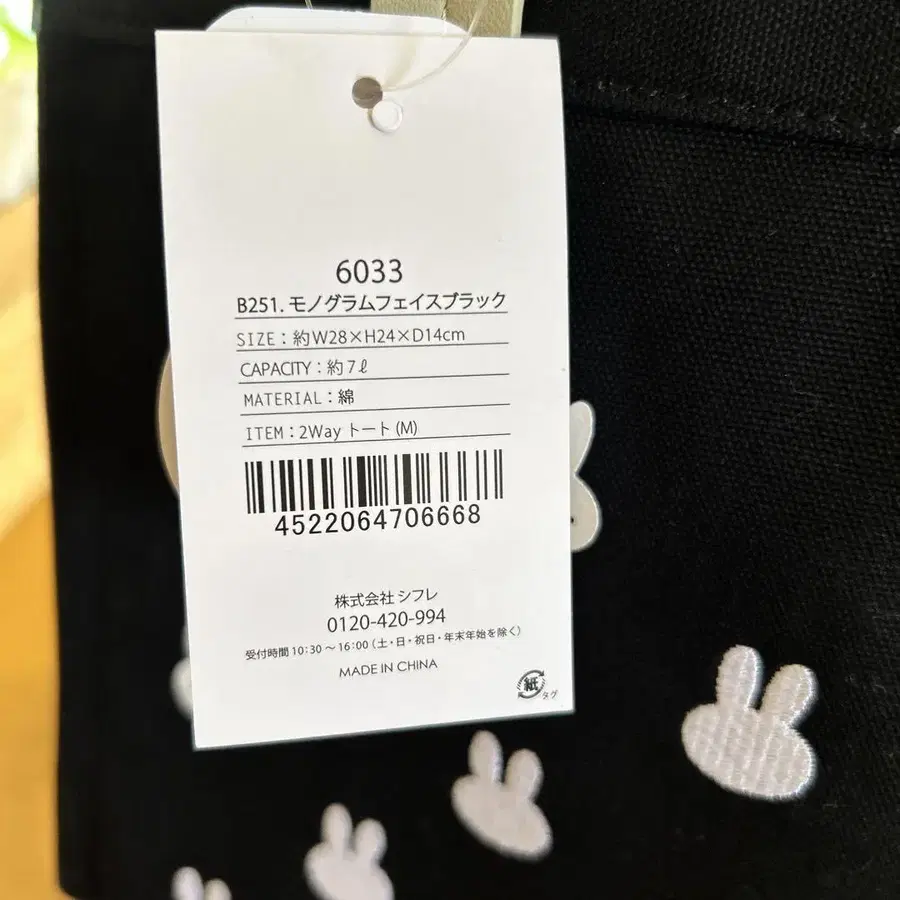 6033
B251. モノグラムフェイスブラック
SIZE：約W28×H24×D14cm
CAPACITY：約7ℓ
MATERIAL：綿
ITEM：2Way トート(M)
4522064706668
株式会社 シフレ
0120-420-994
受付時間 10:30～16:00（土・日・祝日・年末年始を除く）
MADE IN CHINA
紙
タグ